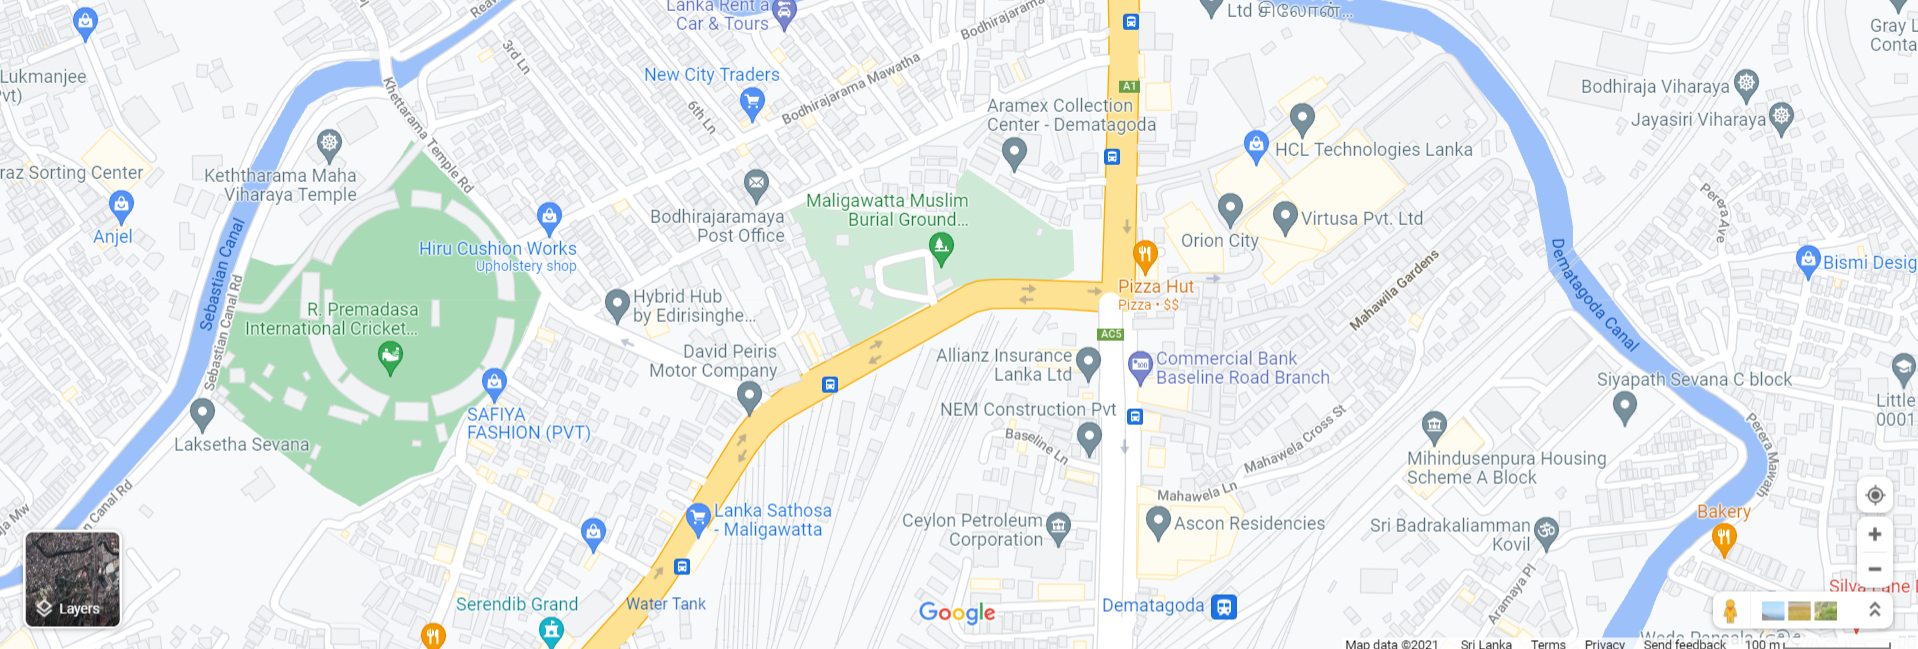 Lanka Rent a
Car & Tours
Reav
3rd Ln
Bodhirajarama
Ltd சிலோன்...
Gray L
Conta
Lukmanjee
vt)
New City Traders
Bodhirajarama Mawatha
6th Ln
Khettarama Temple Rd
A1
Aramex Collection
Center - Dematagoda
Bodhiraja Viharaya
Jayasiri Viharaya
HCL Technologies Lanka
raz Sorting Center
Keththarama Maha
Viharaya Temple
Anjel
Hiru Cushion Works
Upholstery shop
Bodhirajaramaya
Post Office
Maligawatta Muslim
Burial Ground...
Orion City
Virtusa Pvt. Ltd
Perera Ave
Bismi Desig
Sebastian Canal
Sebastian Canal Rd
R. Premadasa
International Cricket...
Hybrid Hub
by Edirisinghe...
Pizza Hut
Pizza • $$
AC5
Mahawila Gardens
Dematagoda Canal
David Peiris
Motor Company
Allianz Insurance
Lanka Ltd
Commercial Bank
Baseline Road Branch
Siyapath Sevana C block
Little
0001
SAFIYA
FASHION (PVT)
Laksetha Sevana
NEM Construction Pvt
Baseline Ln
Mahawela Cross St
Mahawela Ln
Mihindusenpura Housing
Scheme A Block
Perera Mawath
an Canal Rd
la Mw
Lanka Sathosa
- Maligawatta
Ceylon Petroleum
Corporation
Ascon Residencies
Sri Badrakaliamman
Kovil
Bakery
Aramaya Pl
Silva Lane
Layers
Serendib Grand
Water Tank
Google
Dematagoda
Map data ©2021
Sri Lanka
Terms
Privacy
Send feedback
100 m